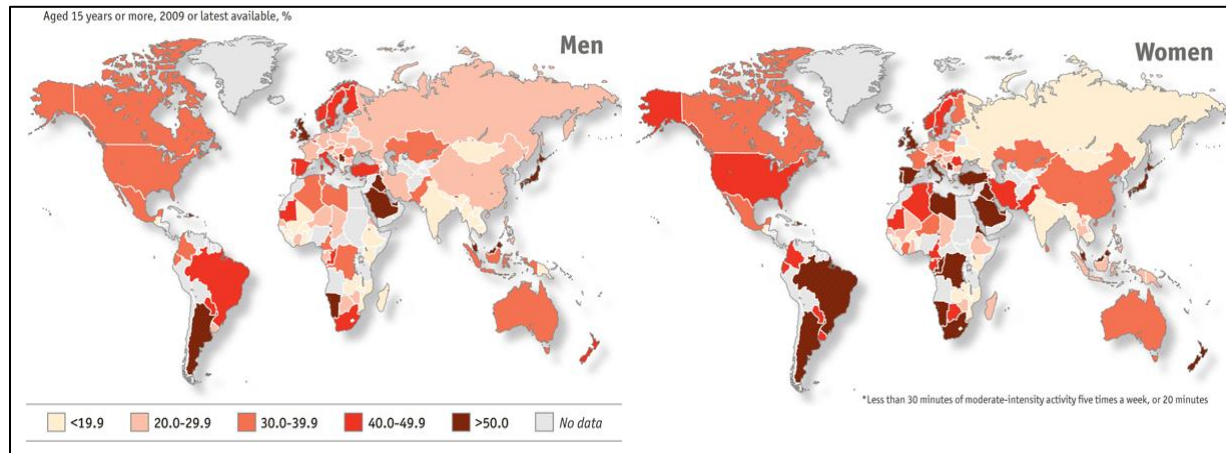 Aged 15 years or more, 2009 or latest available, %
Men
Women
*Less than 30 minutes of moderate-intensity activity five times a week, or 20 minutes
<19.9
20.0-29.9
30.0-39.9
40.0-49.9
>50.0
No data